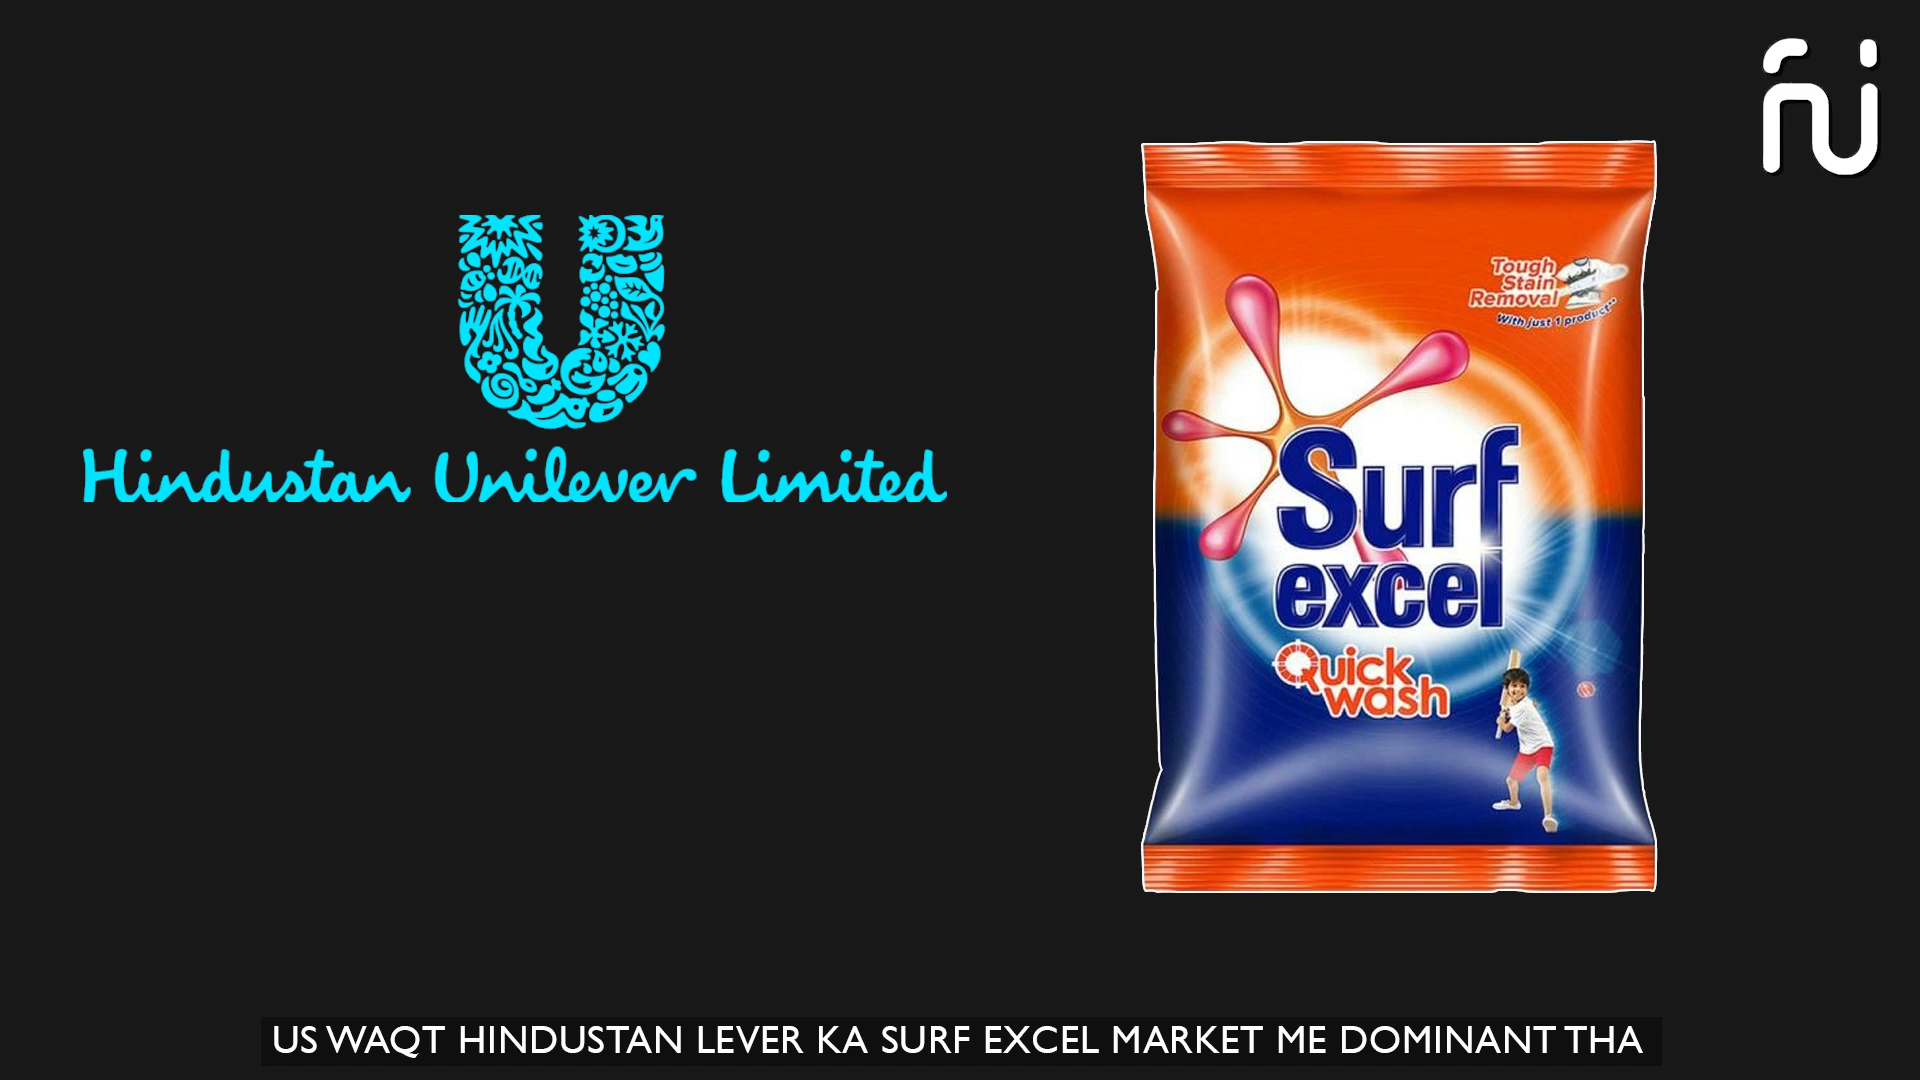 Hindustan Unilever Limited
Tough
Stain
Removal
With just 1 product**
Surf
excel
Quick
wash
US WAQT HINDUSTAN LEVER KA SURF EXCEL MARKET ME DOMINANT THA